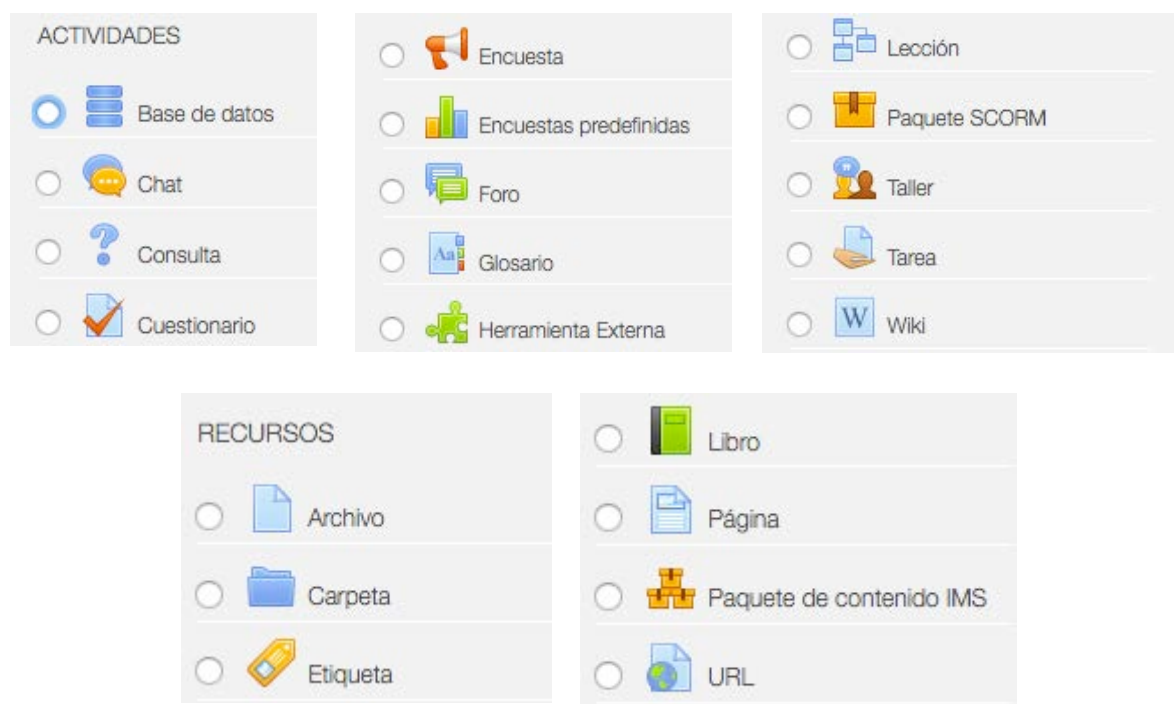 ACTIVIDADES
Base de datos
Chat
Consulta
Cuestionario
Encuesta
Encuestas predefinidas
Foro
Aa
Glosario
Herramienta Externa
Lección
Paquete SCORM
Taller
Tarea
W
Wiki
RECURSOS
Archivo
Carpeta
Etiqueta
Libro
Página
Paquete de contenido IMS
URL